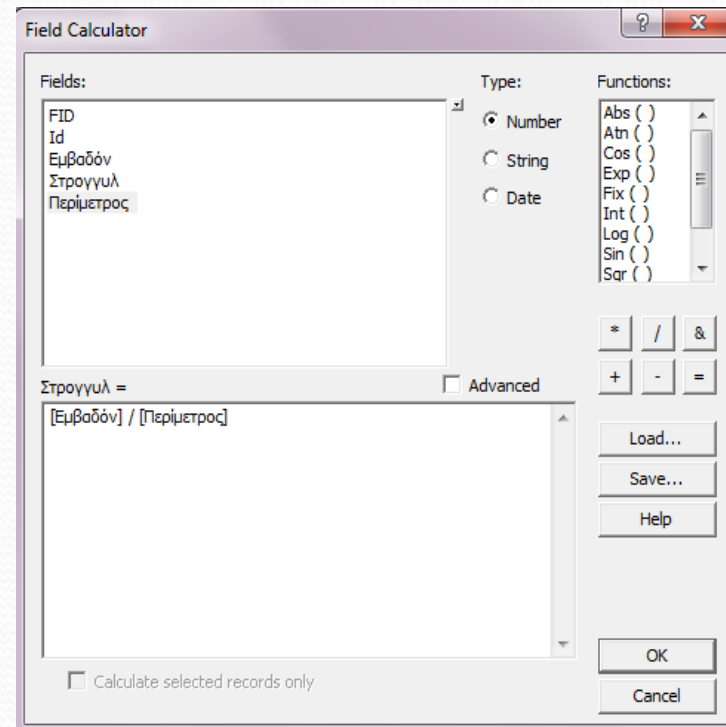 Field Calculator
Fields:
FID
Id
Εμβαδόν
Στρογγυλ
Περίμετρος
Type:
Number
String
Date
Functions:
Abs ( )
Atn ( )
Cos ( )
Exp ( )
Fix ( )
Int ( )
Log ( )
Sin ( )
Sqr ( )
* / &
+ - =
Στρογγυλ =
Advanced
[Εμβαδόν] / [Περίμετρος]
Load...
Save...
Help
Calculate selected records only
OK
Cancel